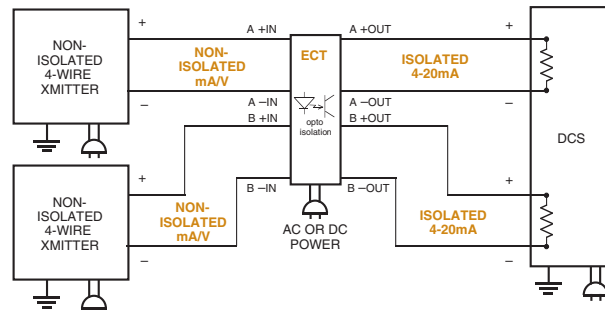 NON-
ISOLATED
4-WIRE
XMITTER
+
–
NON-
ISOLATED
mA/V
A +IN
A –IN
B +IN
B –IN
ECT
opto
isolation
A +OUT
A –OUT
B +OUT
B –OUT
ISOLATED
4-20mA
+
–
DCS
NON-
ISOLATED
4-WIRE
XMITTER
+
–
NON-
ISOLATED
mA/V
AC OR DC
POWER
ISOLATED
4-20mA
+
–